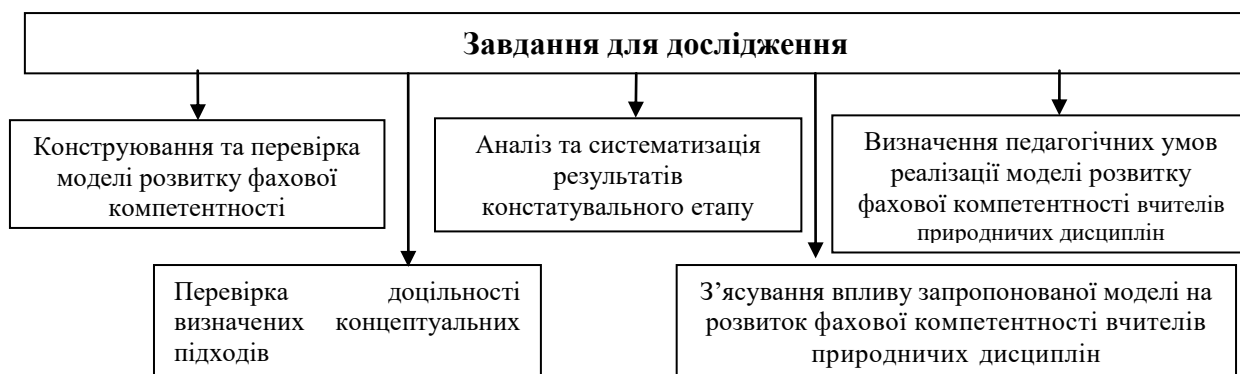 Завдання для дослідження
Конструювання та перевірка
моделі розвитку фахової
компетентності
Аналіз та систематизація
результатів
констатувального етапу
Визначення педагогічних умов
реалізації моделі розвитку
фахової компетентності вчителів
природничих дисциплін
Перевірка доцільності
визначених концептуальних
підходів
З’ясування впливу запропонованої моделі на
розвиток фахової компетентності вчителів
природничих дисциплін